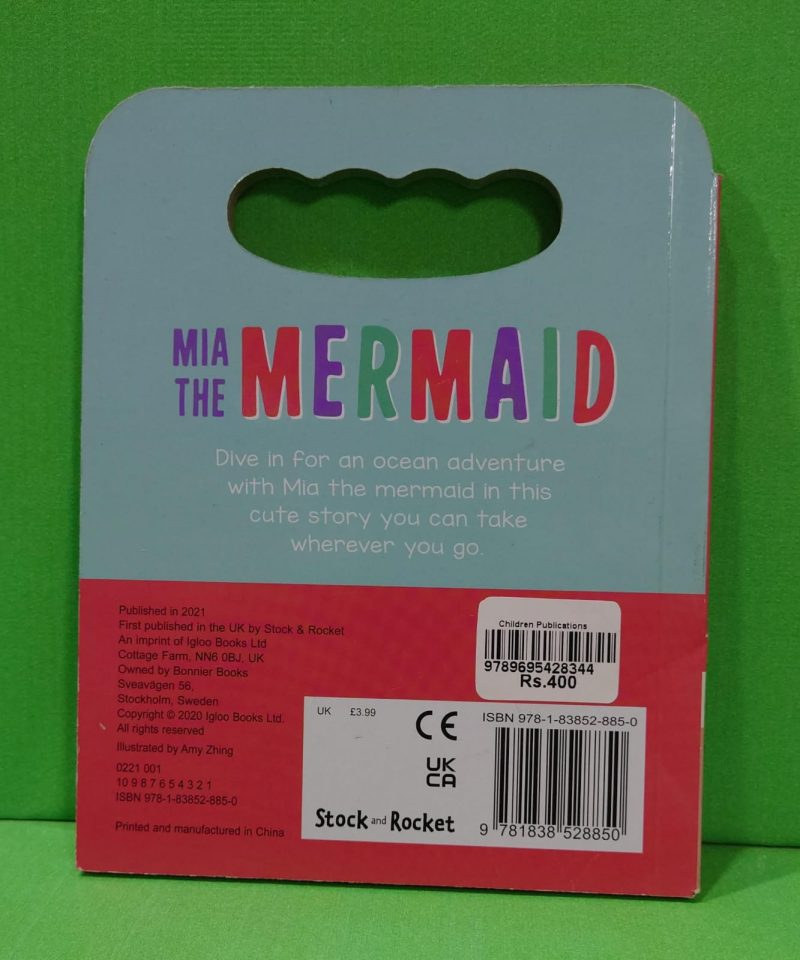 MIA
THE MERMAID
Dive in for an ocean adventure
with Mia the mermaid in this
cute story you can take
wherever you go.
Published in 2021
First published in the UK by Stock & Rocket
An imprint of Igloo Books Ltd
Cottage Farm, NN6 0BJ, UK
Owned by Bonnier Books
Sveavägen 56,
Stockholm, Sweden
Copyright © 2020 Igloo Books Ltd.
All rights reserved
Illustrated by Amy Zhing
0221 001
10 9 8 7 6 5 4 3 2 1
ISBN 978-1-83852-885-0
Printed and manufactured in China
Children Publications
9789695428344
Rs.400
UK £3.99
CE
UK
CA
Stock and Rocket
ISBN 978-1-83852-885-0
9 781838 528850